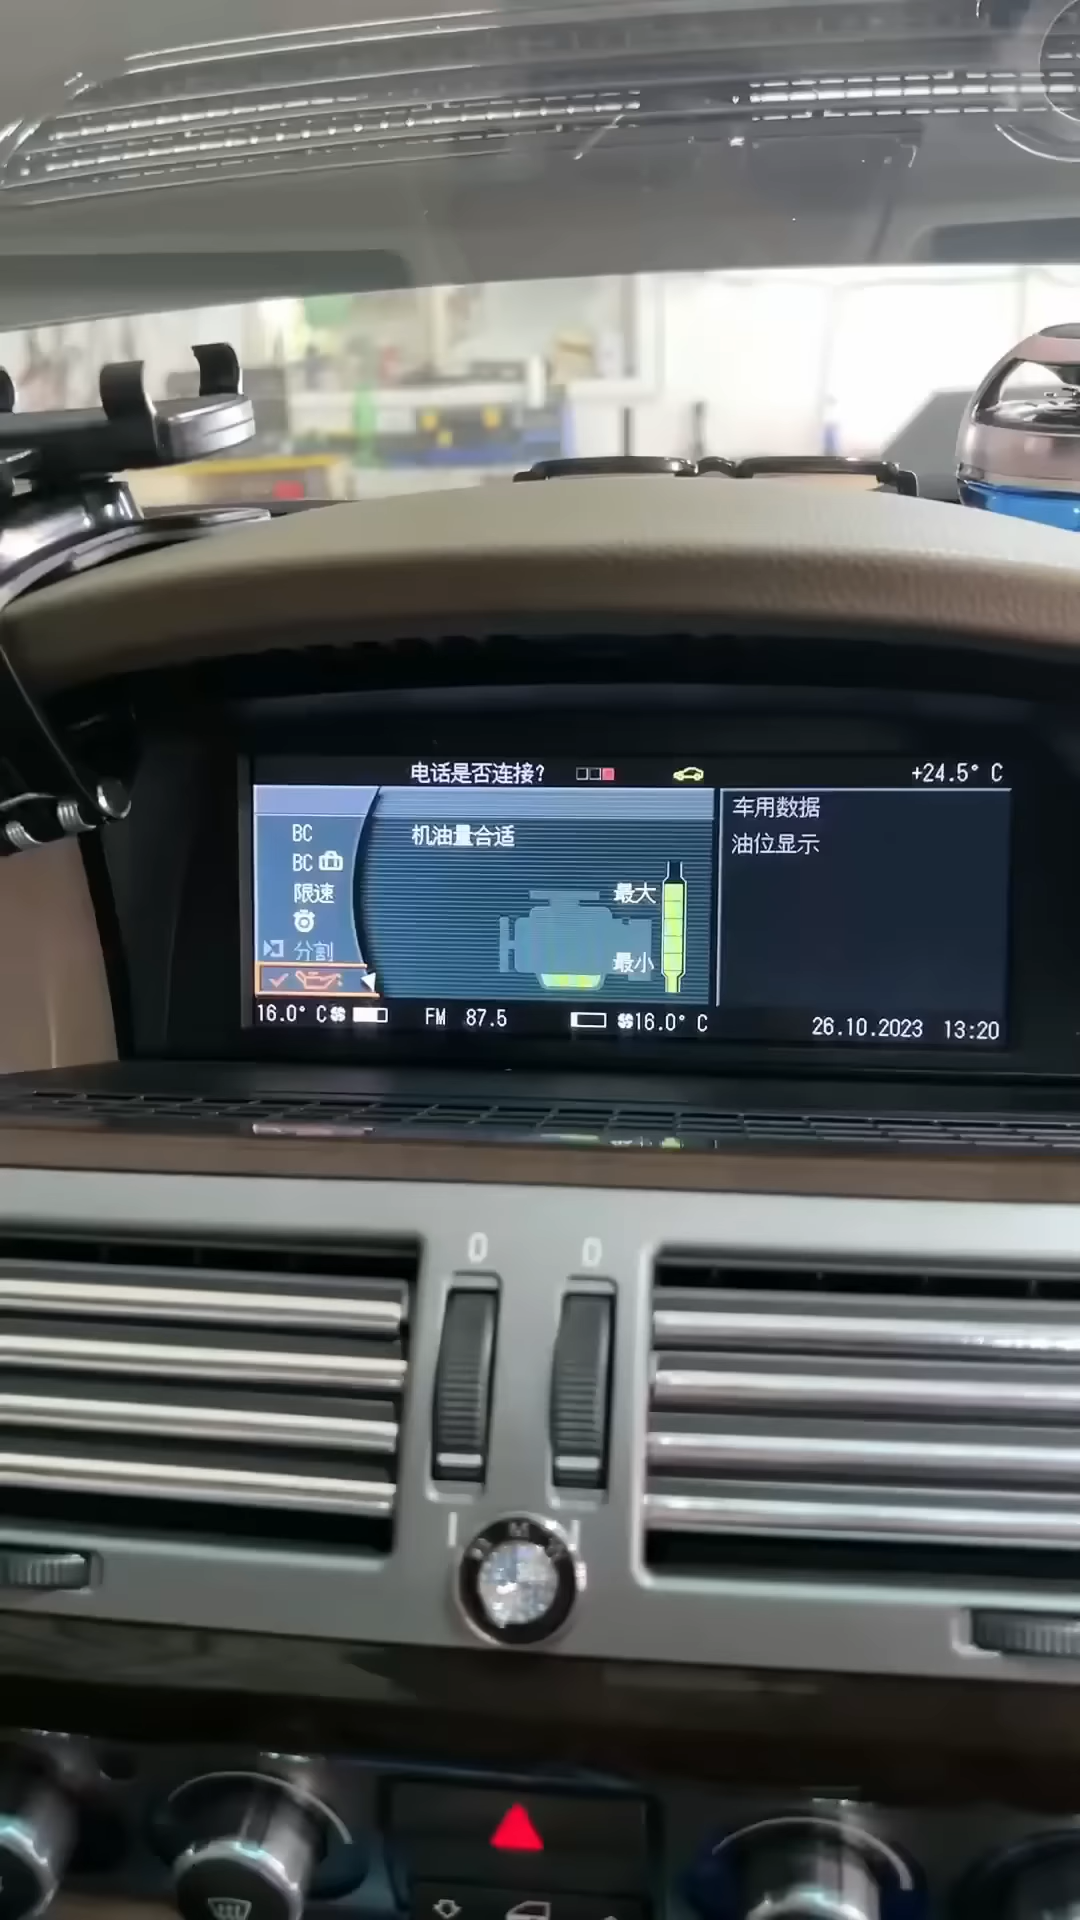 电话是否连接?
+24.5° C
BC
BC
限速
分割
机油量合适
最大
最小
车用数据
油位显示
16.0° C
FM 87.5
16.0° C
26.10.2023 13:20
0 0